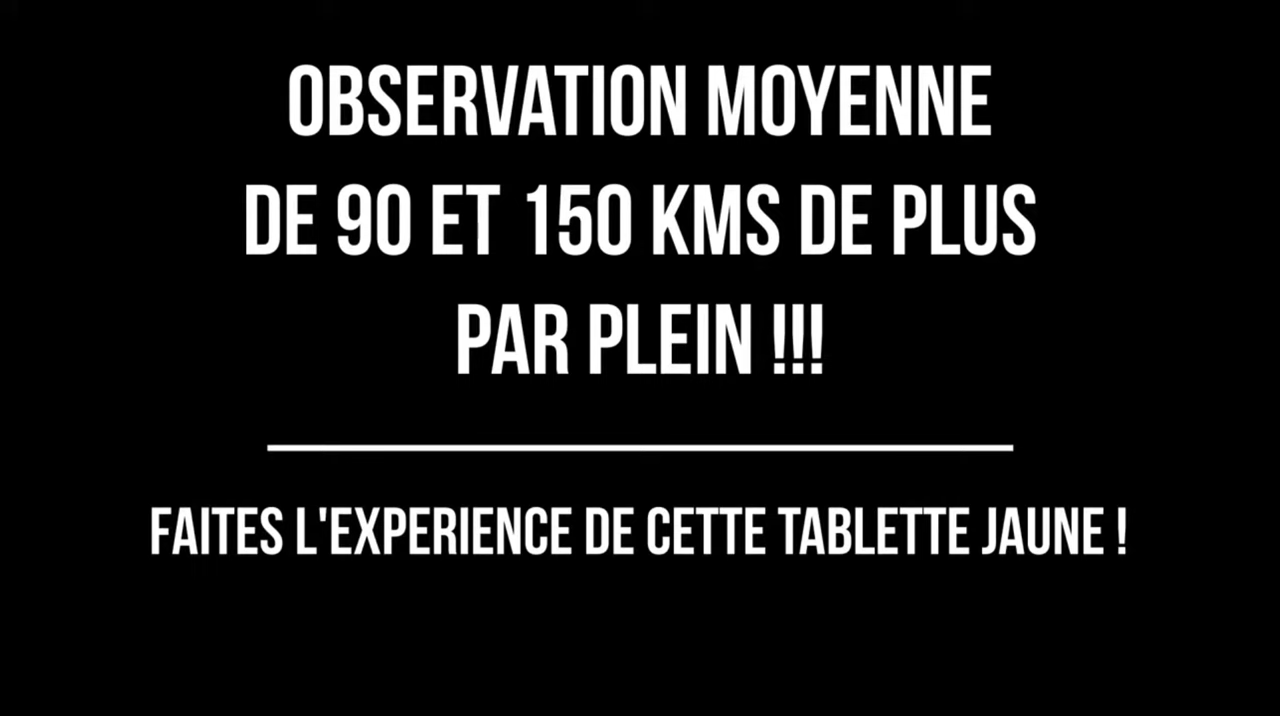 OBSERVATION MOYENNE
DE 90 ET 150 KMS DE PLUS
PAR PLEIN !!!
FAITES L'EXPERIENCE DE CETTE TABLETTE JAUNE !